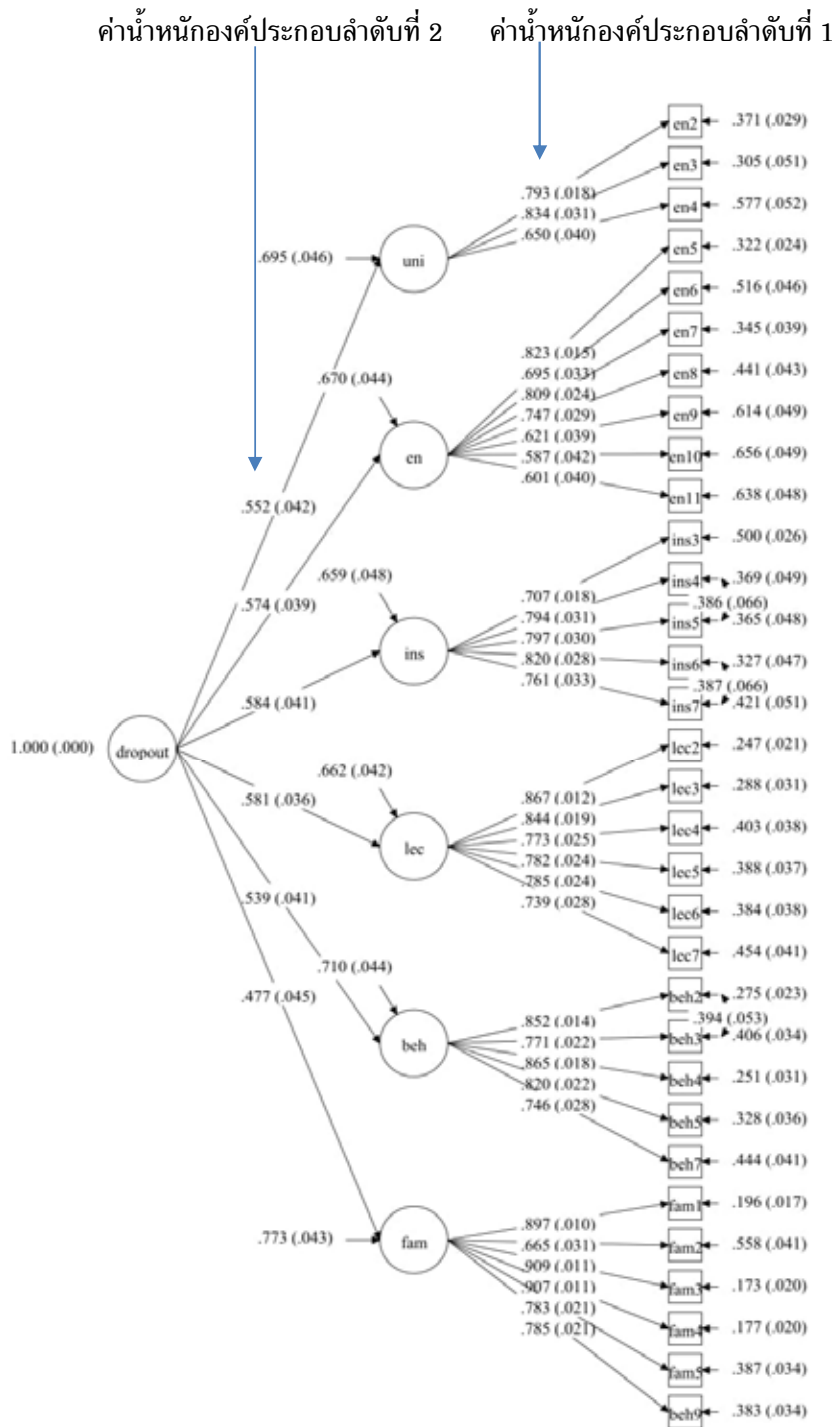 ค่าน้ำหนักองค์ประกอบลำดับที่ 2 ค่าน้ำหนักองค์ประกอบลำดับที่ 1
en2 .371 (.029)
en3 .305 (.051)
.793 (.018)
en4 .577 (.052)
.834 (.031)
.650 (.040)
en5 .322 (.024)
.695 (.046) uni
en6 .516 (.046)
en7 .345 (.039)
.823 (.015)
.695 (.033)
en8 .441 (.043)
.670 (.044)
.809 (.024)
.747 (.029)
en9 .614 (.049)
.621 (.039)
en
en10 .656 (.049)
.587 (.042)
.601 (.040)
en11 .638 (.048)
.552 (.042)
ins3 .500 (.026)
.659 (.048)
ins4 .369 (.049)
.707 (.018)
.386 (.066)
.574 (.039)
.794 (.031)
ins5 .365 (.048)
.797 (.030)
ins
ins6 .327 (.047)
.820 (.028)
.761 (.033)
.387 (.066)
.584 (.041)
ins7 .421 (.051)
1.000 (.000) dropout
lec2 .247 (.021)
.662 (.042)
lec3 .288 (.031)
.867 (.012)
.581 (.036)
.844 (.019)
lec4 .403 (.038)
.773 (.025)
lec
.782 (.024)
lec5 .388 (.037)
.785 (.024)
.739 (.028)
lec6 .384 (.038)
.539 (.041)
lec7 .454 (.041)
.710 (.044)
beh2 .275 (.023)
.477 (.045)
.394 (.053)
.852 (.014)
beh3 .406 (.034)
.771 (.022)
beh
.865 (.018)
beh4 .251 (.031)
.820 (.022)
.746 (.028)
beh5 .328 (.036)
beh7 .444 (.041)
fam1 .196 (.017)
.897 (.010)
.773 (.043) fam
.665 (.031)
fam2 .558 (.041)
.909 (.011)
fam3 .173 (.020)
.907 (.011)
.783 (.021)
fam4 .177 (.020)
.785 (.021)
fam5 .387 (.034)
beh9 .383 (.034)